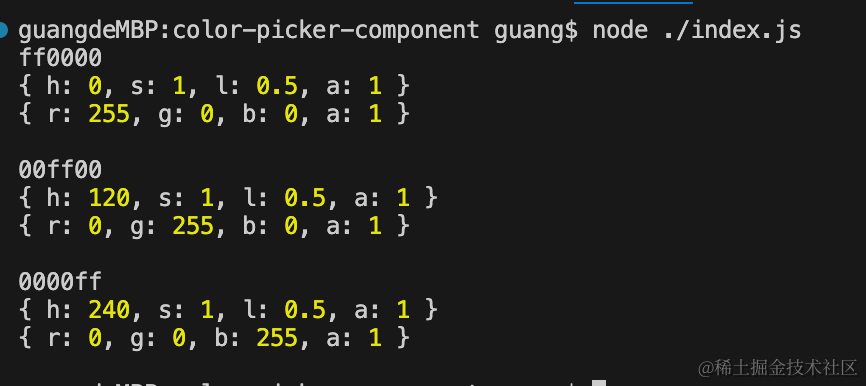 guangdeMBP:color-picker-component guang$ node ./index.js
ff0000
{ h: 0, s: 1, l: 0.5, a: 1 }
{ r: 255, g: 0, b: 0, a: 1 }
00ff00
{ h: 120, s: 1, l: 0.5, a: 1 }
{ r: 0, g: 255, b: 0, a: 1 }
0000ff
{ h: 240, s: 1, l: 0.5, a: 1 }
{ r: 0, g: 0, b: 255, a: 1 }
@稀土掘金技术社区